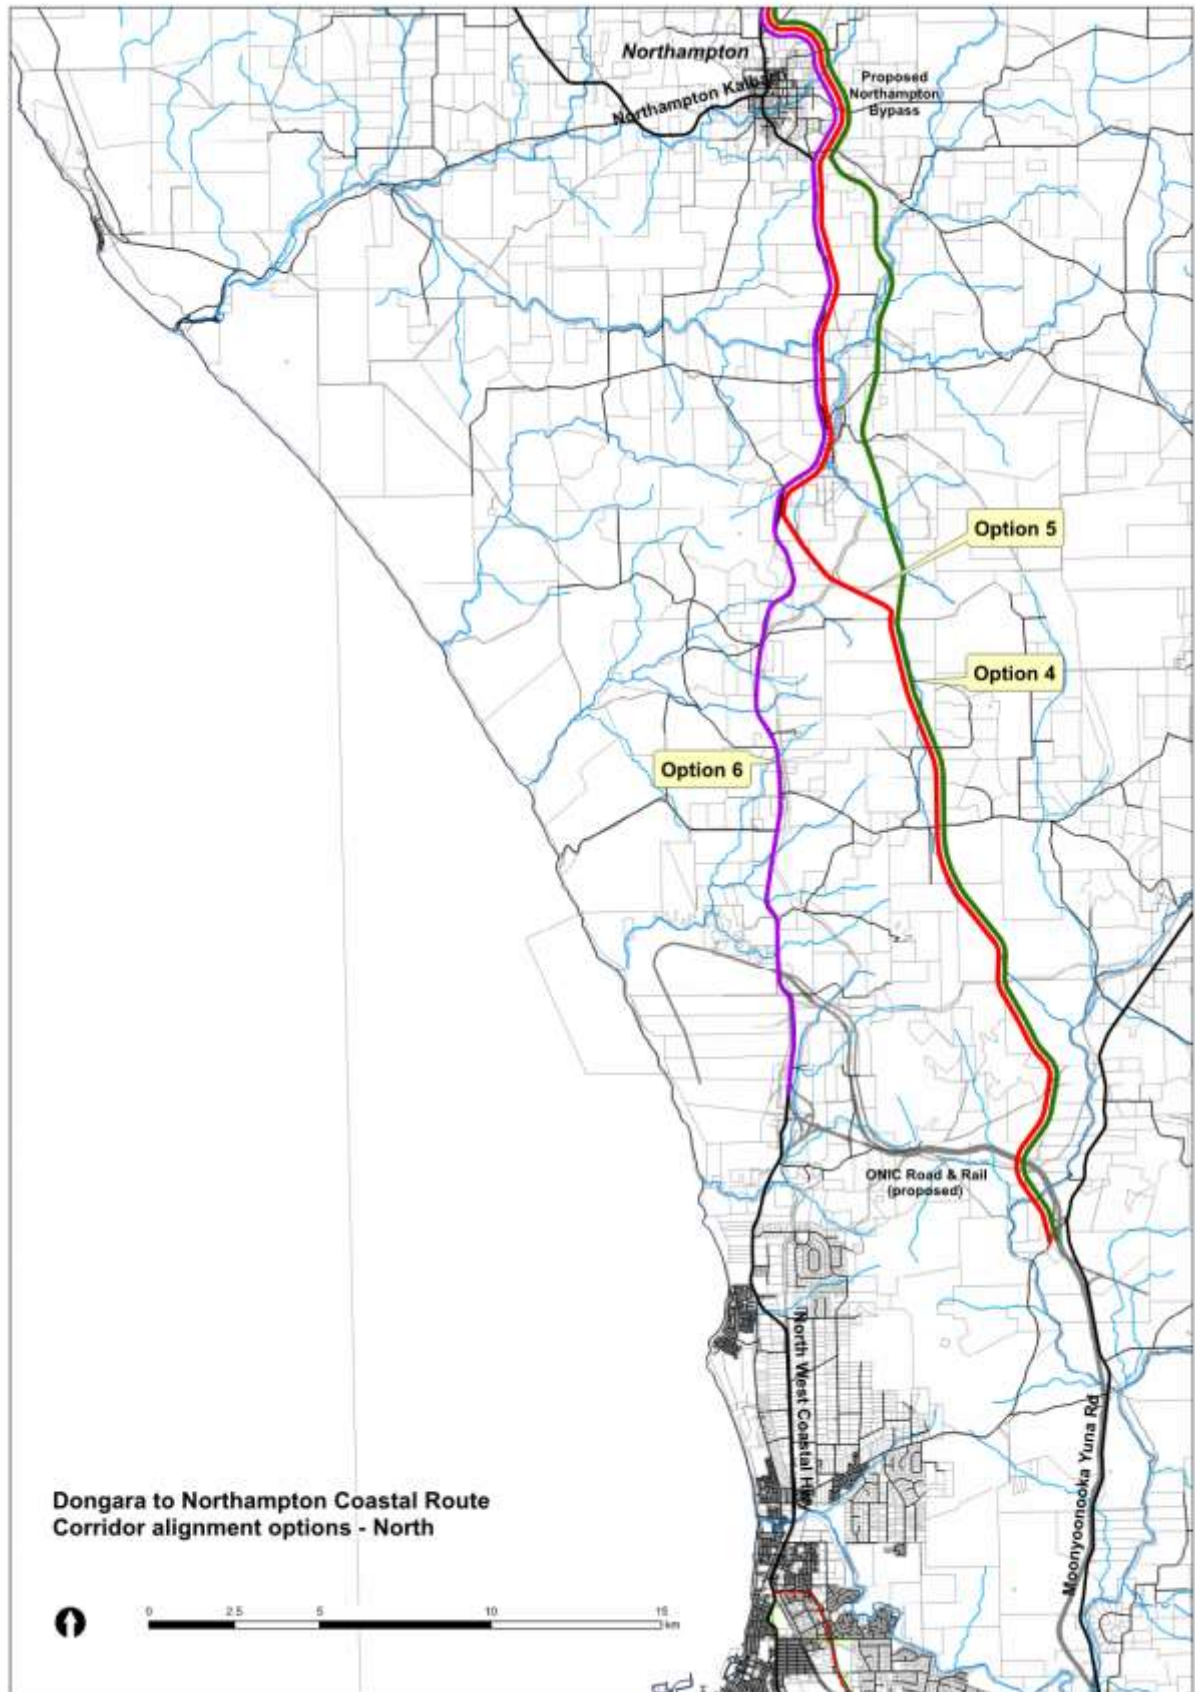 Northampton
Northampton Kalbarri
Proposed
Northampton
Bypass
Option 5
Option 4
Option 6
ONIC Road & Rail
(proposed)
North West Coastal Hwy
Moonyoonooka Yuna Rd
Dongara to Northampton Coastal Route
Corridor alignment options - North
0 2.5 5 10 15
km